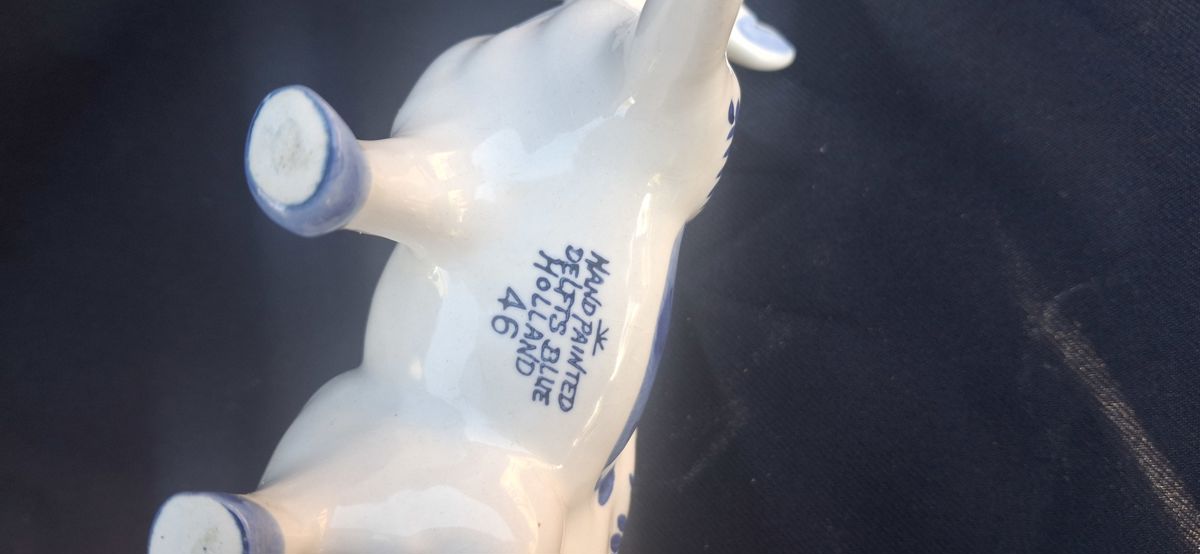 HAND PAINTED
DELFTS BLUE
HOLLAND
46